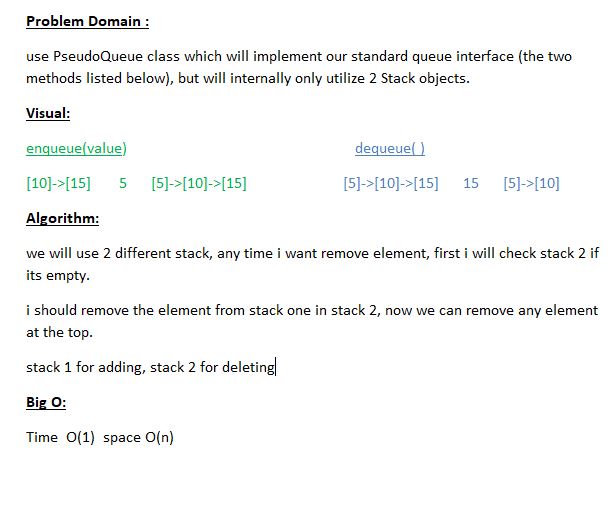 Problem Domain :
use PseudoQueue class which will implement our standard queue interface (the two
methods listed below), but will internally only utilize 2 Stack objects.
Visual:
enqueue(value) dequeue( )
[10]->[15] 5 [5]->[10]->[15] [5]->[10]->[15] 15 [5]->[10]
Algorithm:
we will use 2 different stack, any time i want remove element, first i will check stack 2 if
its empty.
i should remove the element from stack one in stack 2, now we can remove any element
at the top.
stack 1 for adding, stack 2 for deleting
Big O:
Time O(1) space O(n)